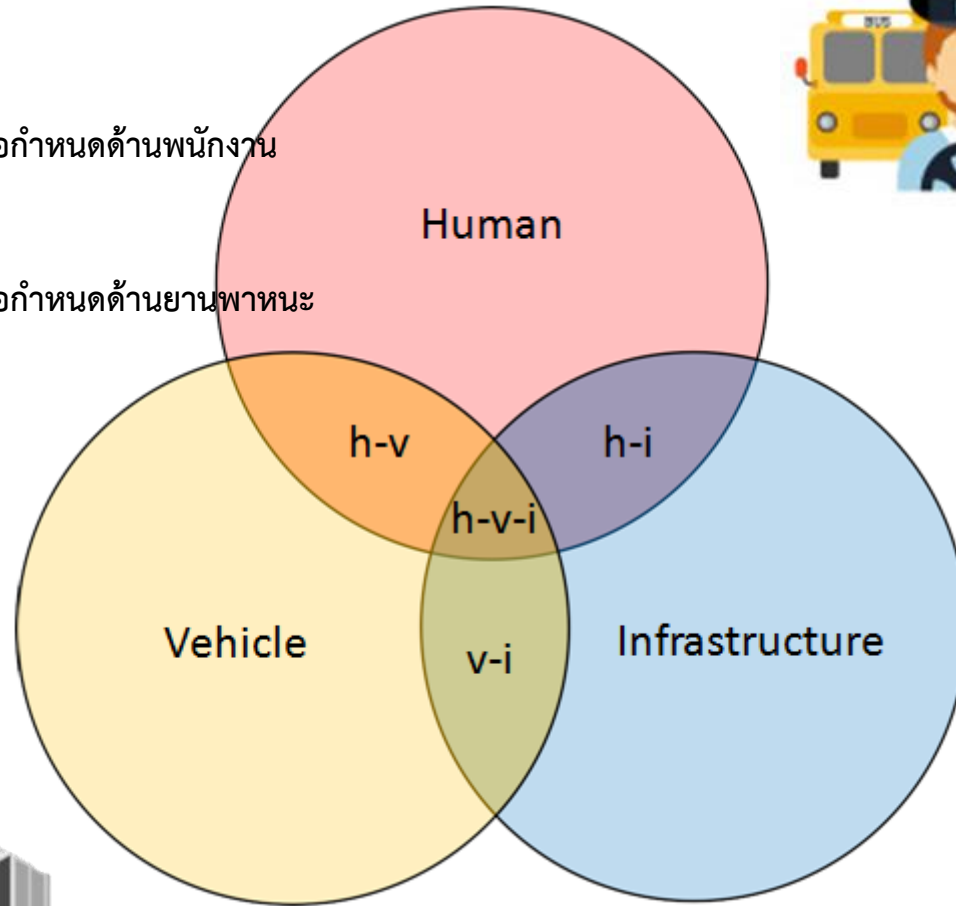 BUS
อกำหนดด้านพนักงาน
Human
อกำหนดด้านยานพาหนะ
h-v
h-i
h-v-i
Vehicle
v-i
Infrastructure